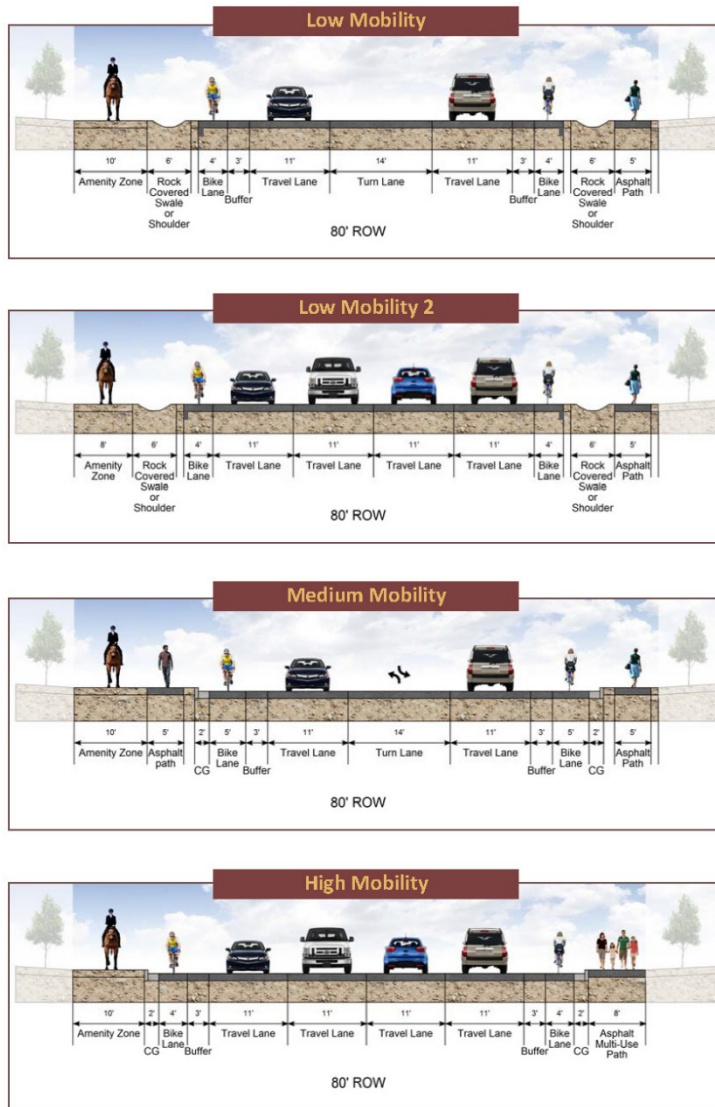 Low Mobility
10' 6' 4' 3' 11' 14' 11' 3' 4' 6' 5'
Amenity Zone Rock Covered Swale or Shoulder Bike Lane Buffer Travel Lane Turn Lane Travel Lane Buffer Bike Lane Rock Covered Swale or Shoulder Asphalt Path
80' ROW
Low Mobility 2
8' 6' 4' 11' 11' 11' 11' 4' 6' 5'
Amenity Zone Rock Covered Swale or Shoulder Bike Lane Travel Lane Travel Lane Travel Lane Travel Lane Bike Lane Rock Covered Swale or Shoulder Asphalt Path
80' ROW
Medium Mobility
10' 5' 2' 5' 3' 11' 14' 11' 3' 5' 2' 5'
Amenity Zone Asphalt path CG Bike Lane Buffer Travel Lane Turn Lane Travel Lane Buffer Bike Lane CG Asphalt Path
80' ROW
High Mobility
10' 2' 4' 3' 11' 11' 11' 11' 3' 4' 2' 8'
Amenity Zone CG Bike Lane Buffer Travel Lane Travel Lane Travel Lane Travel Lane Buffer Bike Lane CG Asphalt Multi-Use Path
80' ROW